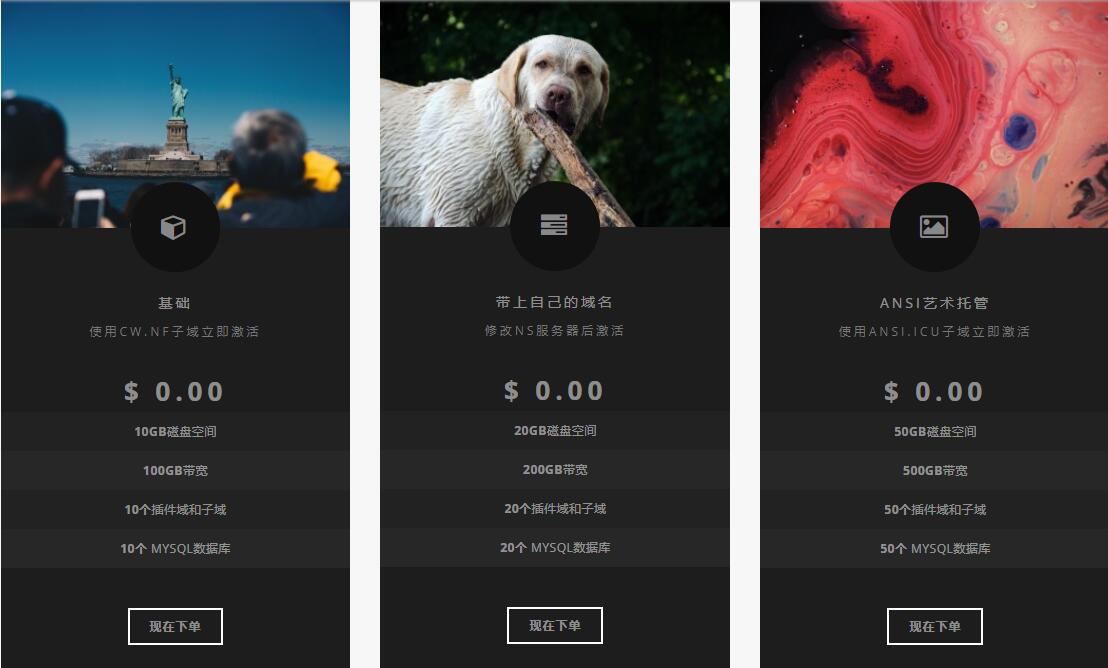 基础
使用CW.NF子域立即激活
$ 0.00
10GB磁盘空间
100GB带宽
10个插件域和子域
10个 MYSQL数据库
现在下单
带上自己的域名
修改NS服务器后激活
$ 0.00
20GB磁盘空间
200GB带宽
20个插件域和子域
20个 MYSQL数据库
现在下单
ANSI艺术托管
使用ANSI.ICU子域立即激活
$ 0.00
50GB磁盘空间
500GB带宽
50个插件域和子域
50个 MYSQL数据库
现在下单